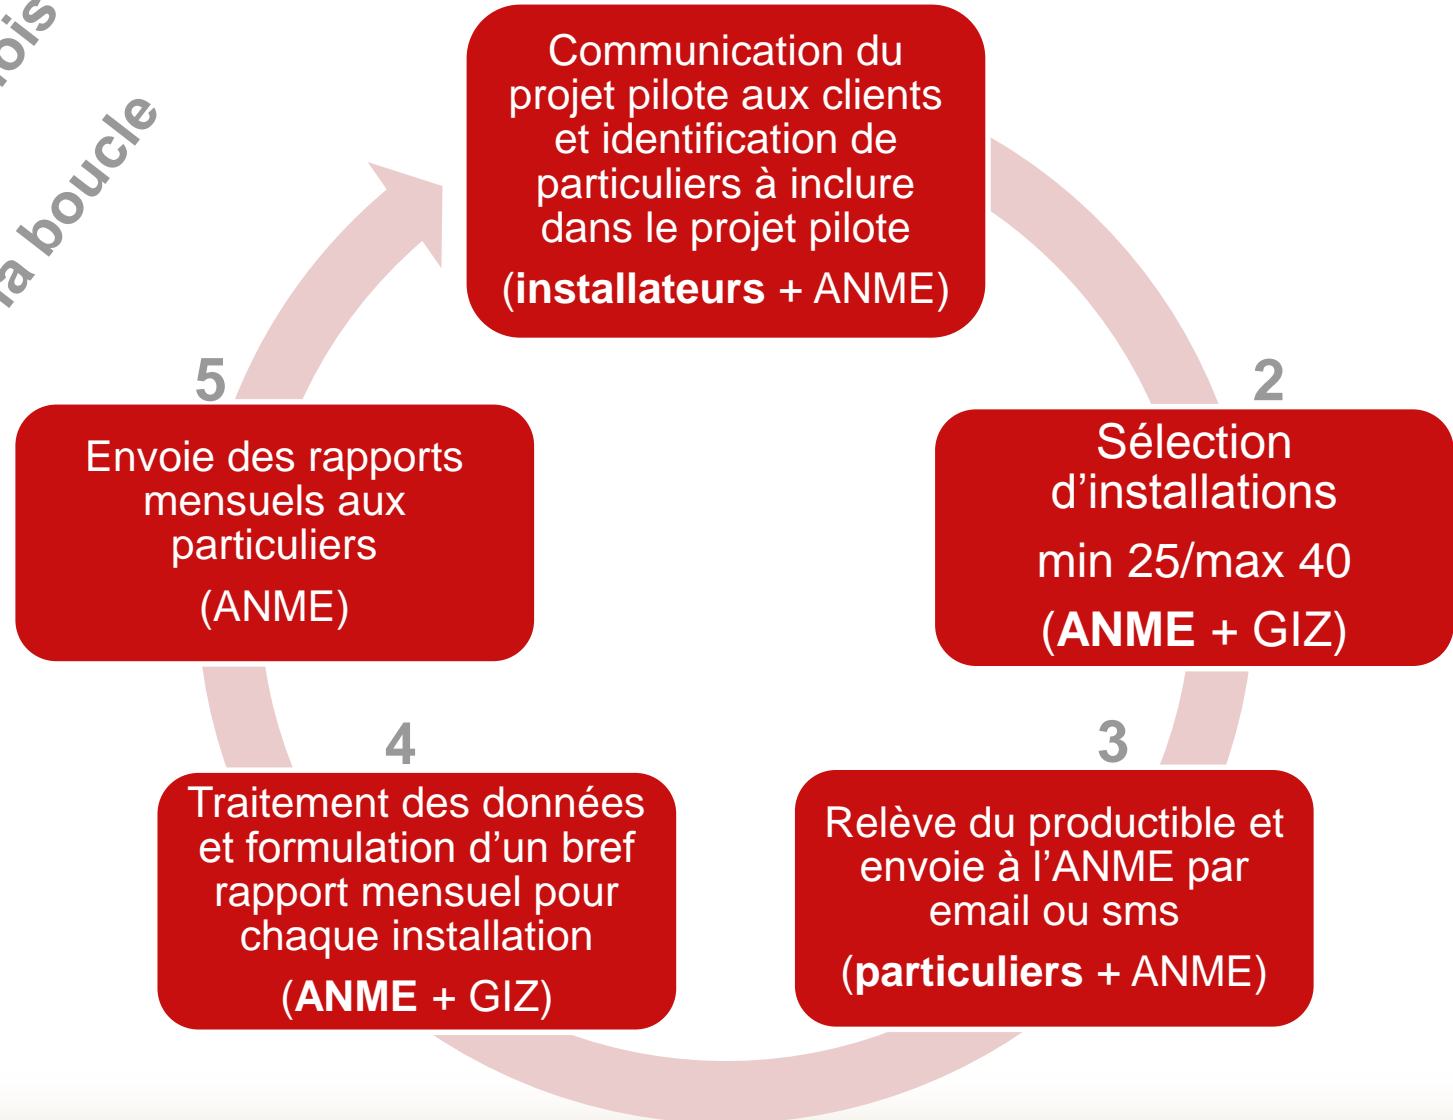 la boucle
Communication du
projet pilote aux clients
et identification de
particuliers à inclure
dans le projet pilote
(installateurs + ANME)
2
Sélection
d’installations
min 25/max 40
(ANME + GIZ)
3
Relève du productible et
envoie à l’ANME par
email ou sms
(particuliers + ANME)
4
Traitement des données
et formulation d’un bref
rapport mensuel pour
chaque installation
(ANME + GIZ)
5
Envoie des rapports
mensuels aux
particuliers
(ANME)